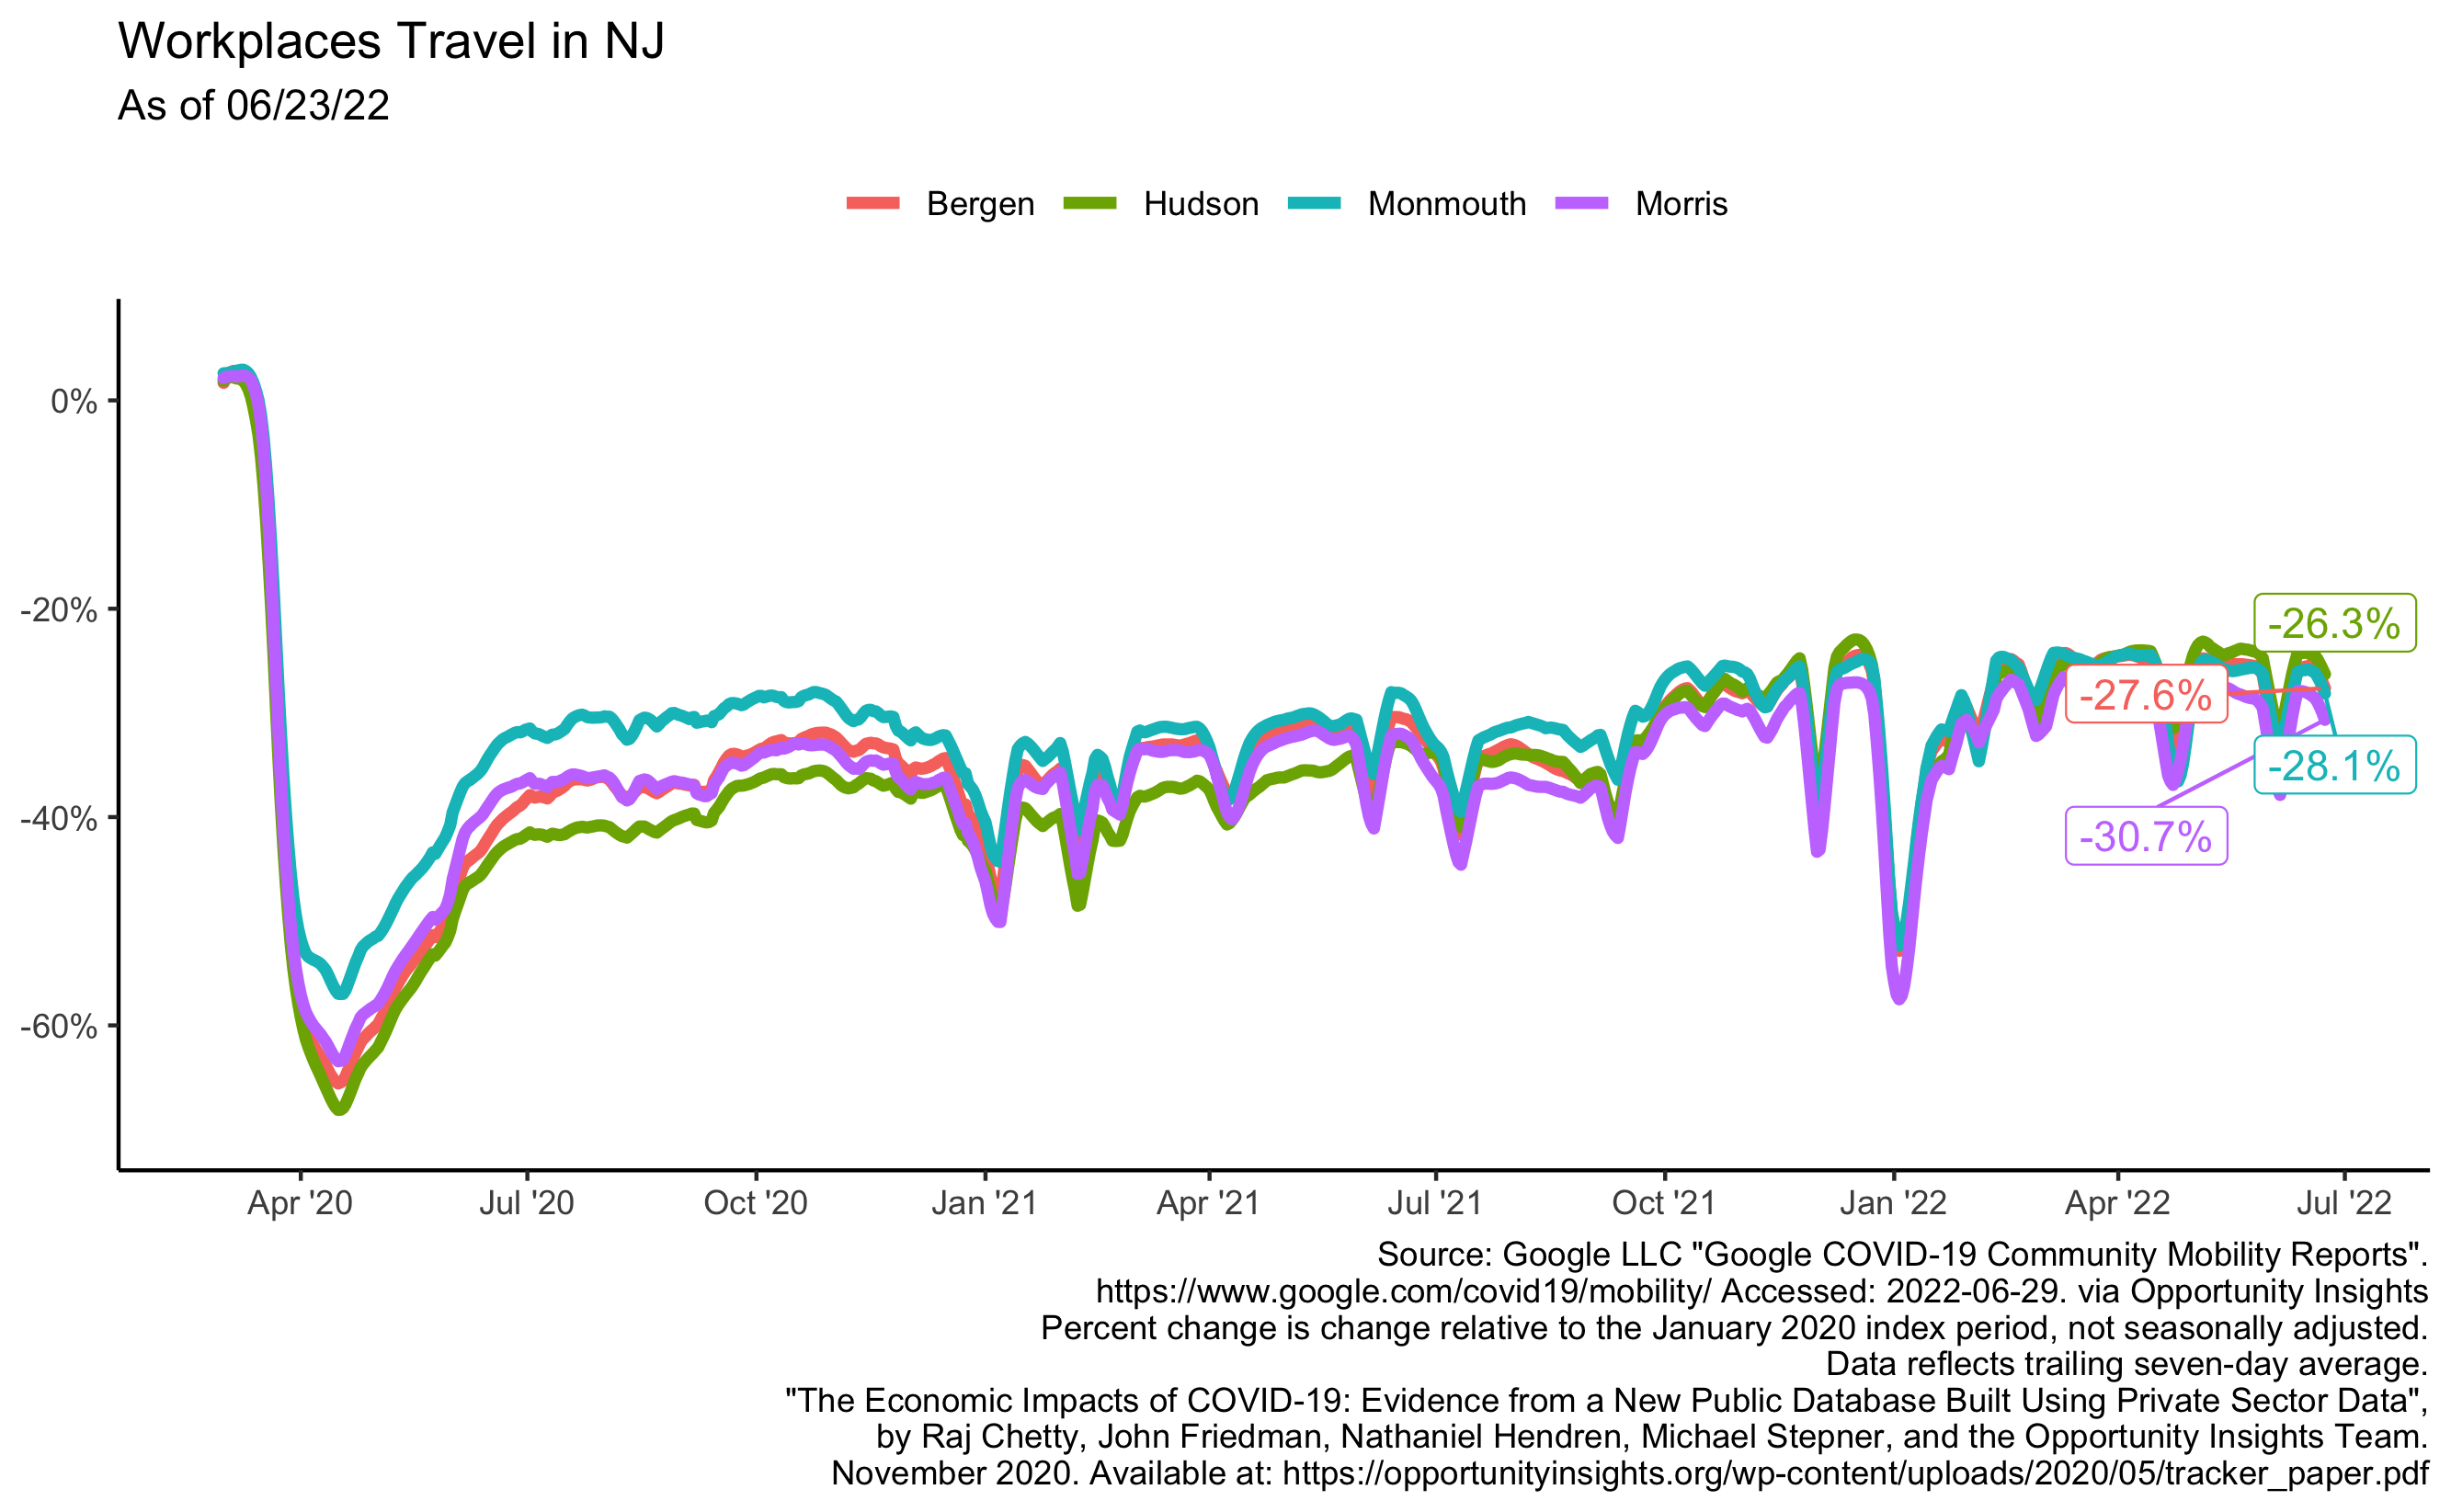 Workplaces Travel in NJ
As of 06/23/22
Bergen Hudson Monmouth Morris
0%
-20%
-40%
-60%
-26.3%
-27.6%
-28.1%
-30.7%
Apr '20 Jul '20 Oct '20 Jan '21 Apr '21 Jul '21 Oct '21 Jan '22 Apr '22 Jul '22
Source: Google LLC "Google COVID-19 Community Mobility Reports".
https://www.google.com/covid19/mobility/ Accessed: 2022-06-29. via Opportunity Insights
Percent change is change relative to the January 2020 index period, not seasonally adjusted.
Data reflects trailing seven-day average.
"The Economic Impacts of COVID-19: Evidence from a New Public Database Built Using Private Sector Data",
by Raj Chetty, John Friedman, Nathaniel Hendren, Michael Stepner, and the Opportunity Insights Team.
November 2020. Available at: https://opportunityinsights.org/wp-content/uploads/2020/05/tracker_paper.pdf